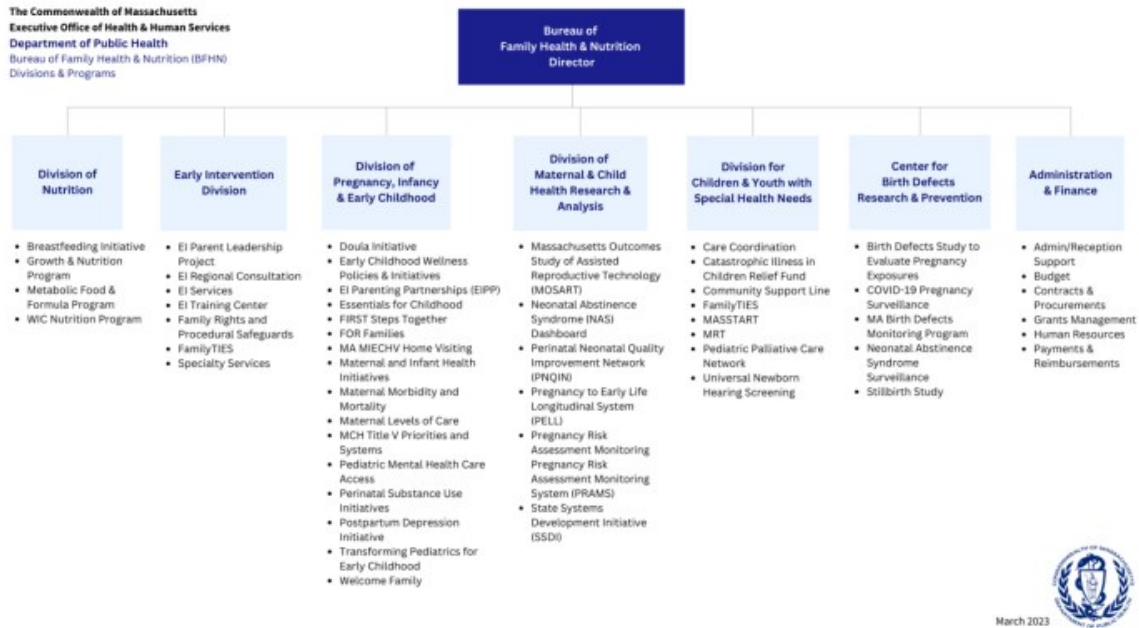 The Commonwealth of Massachusetts
Executive Office of Health & Human Services
Department of Public Health
Bureau of Family Health & Nutrition (BFHN)
Divisions & Programs
Bureau of
Family Health & Nutrition
Director
Division of
Nutrition
• Breastfeeding Initiative
• Growth & Nutrition
Program
• Metabolic Food &
Formula Program
• WIC Nutrition Program
Early Intervention
Division
• EI Parent Leadership
Project
• EI Regional Consultation
• EI Services
• EI Training Center
• Family Rights and
Procedural Safeguards
• FamilyTIES
• Specialty Services
Division of
Pregnancy, Infancy
& Early Childhood
• Doula Initiative
• Early Childhood Wellness
Policies & Initiatives
• EI Parenting Partnerships (EIPP)
• Essentials for Childhood
• FIRST Steps Together
• FOR Families
• MA MIECHV Home Visiting
• Maternal and Infant Health
Initiatives
• Maternal Morbidity and
Mortality
• Maternal Levels of Care
• MCH Title V Priorities and
Systems
• Pediatric Mental Health Care
Access
• Perinatal Substance Use
Initiatives
• Postpartum Depression
Initiative
• Transforming Pediatrics for
Early Childhood
• Welcome Family
Division of
Maternal & Child
Health Research &
Analysis
• Massachusetts Outcomes
Study of Assisted
Reproductive Technology
(MOSART)
• Neonatal Abstinence
Syndrome (NAS)
Dashboard
• Perinatal Neonatal Quality
Improvement Network
(PNQIN)
• Pregnancy to Early Life
Longitudinal System
(PELL)
• Pregnancy Risk
Assessment Monitoring
Pregnancy Risk
Assessment Monitoring
System (PRAMS)
• State Systems
Development Initiative
(SSDI)
Division for
Children & Youth with
Special Health Needs
• Care Coordination
• Catastrophic Illness in
Children Relief Fund
• Community Support Line
• FamilyTIES
• MASSTART
• MRT
• Pediatric Palliative Care
Network
• Universal Newborn
Hearing Screening
Center for
Birth Defects
Research & Prevention
• Birth Defects Study to
Evaluate Pregnancy
Exposures
• COVID-19 Pregnancy
Surveillance
• MA Birth Defects
Monitoring Program
• Neonatal Abstinence
Syndrome
Surveillance
• Stillbirth Study
Administration
& Finance
• Admin/Reception
Support
• Budget
• Contracts &
Procurements
• Grants Management
• Human Resources
• Payments &
Reimbursements
March 2023
COMMONWEALTH OF MASSACHUSETTS
DEPARTMENT OF PUBLIC HEALTH